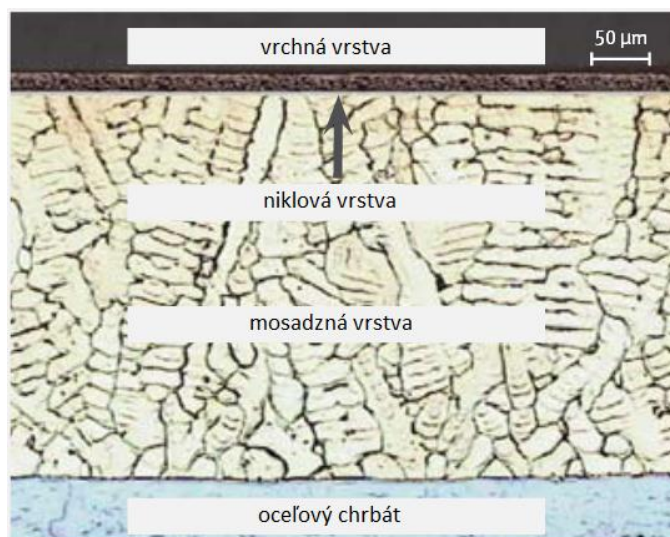 vrchná vrstva
50 µm
niklová vrstva
mosadzná vrstva
oceľový chrbát